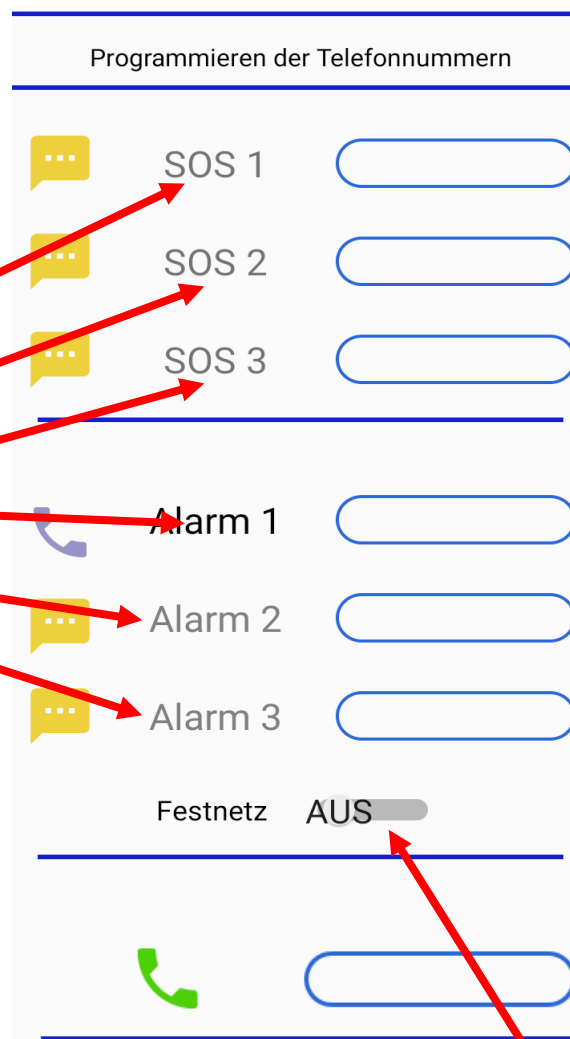 Programmieren der Telefonnummern
SOS 1
SOS 2
SOS 3
Alarm 1
Alarm 2
Alarm 3
Festnetz AUS